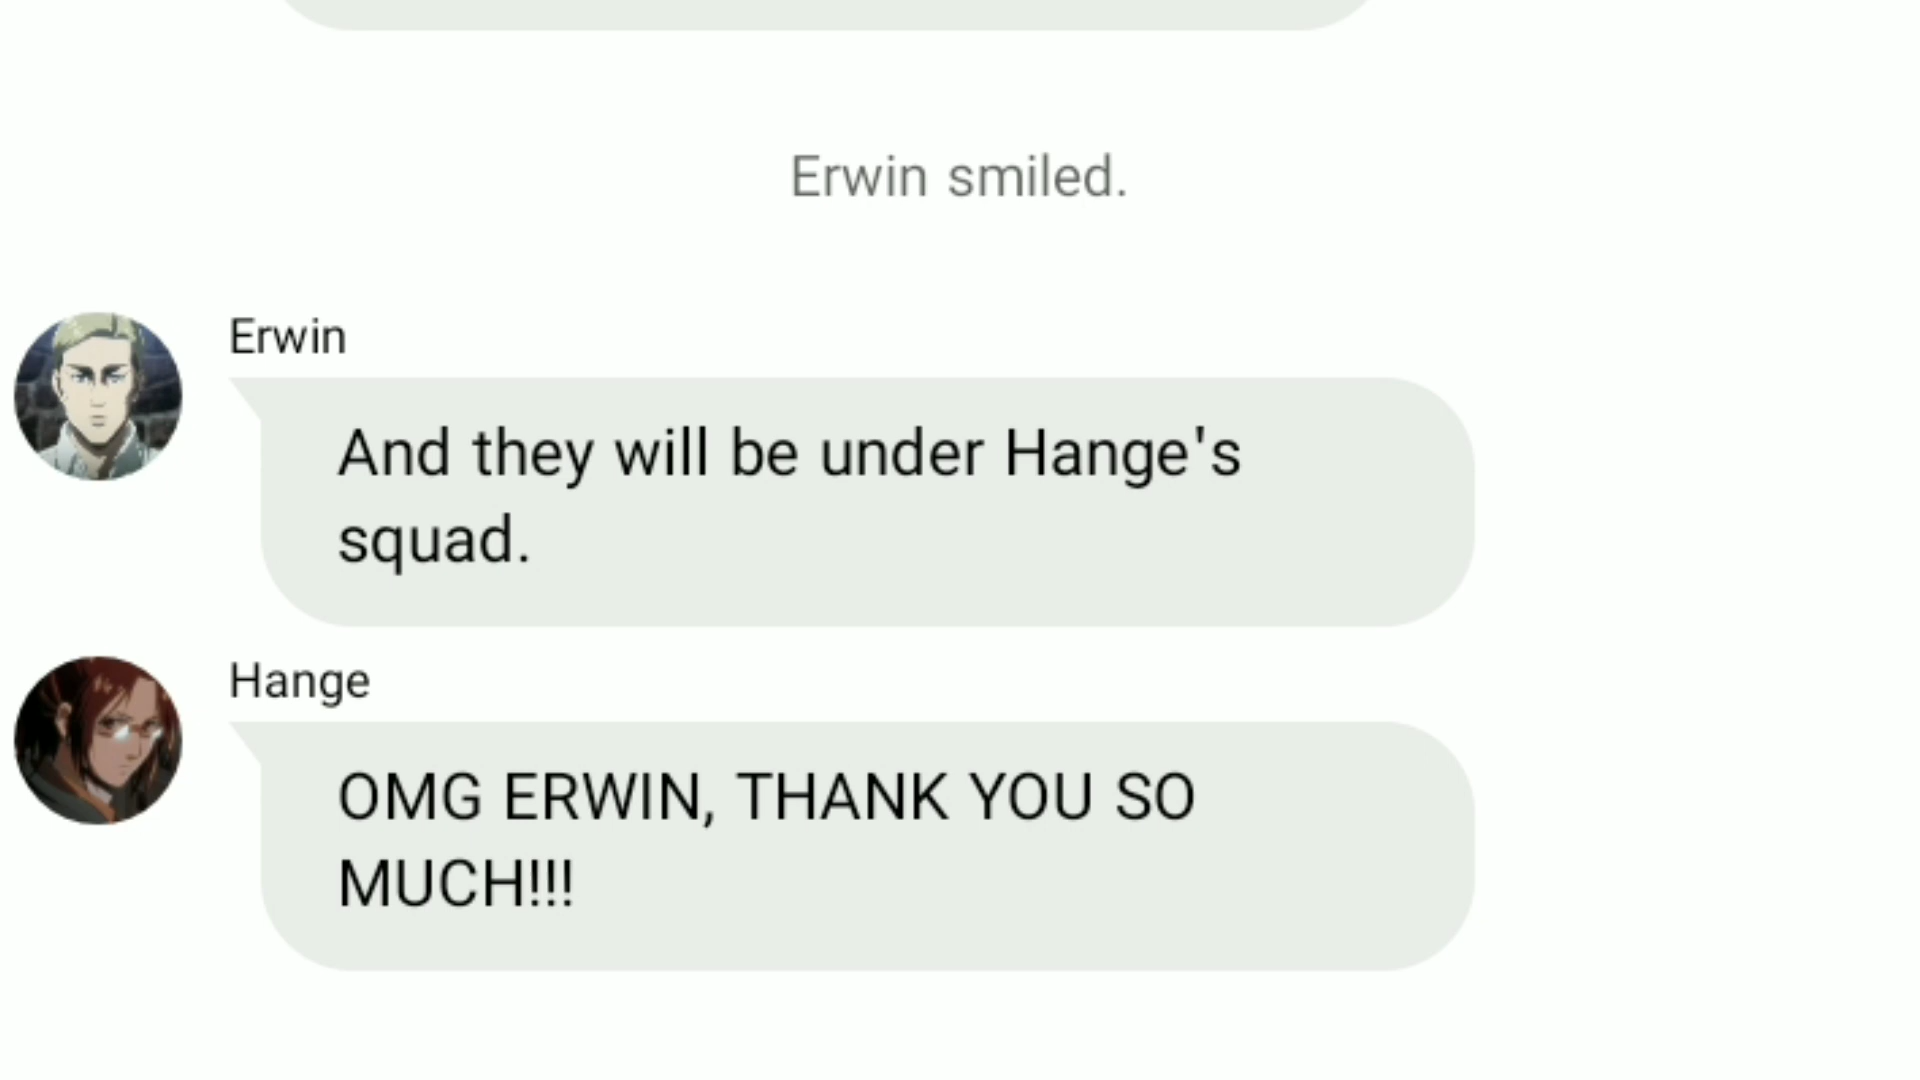 Erwin smiled.
Erwin
And they will be under Hange's
squad.
Hange
OMG ERWIN, THANK YOU SO
MUCH!!!